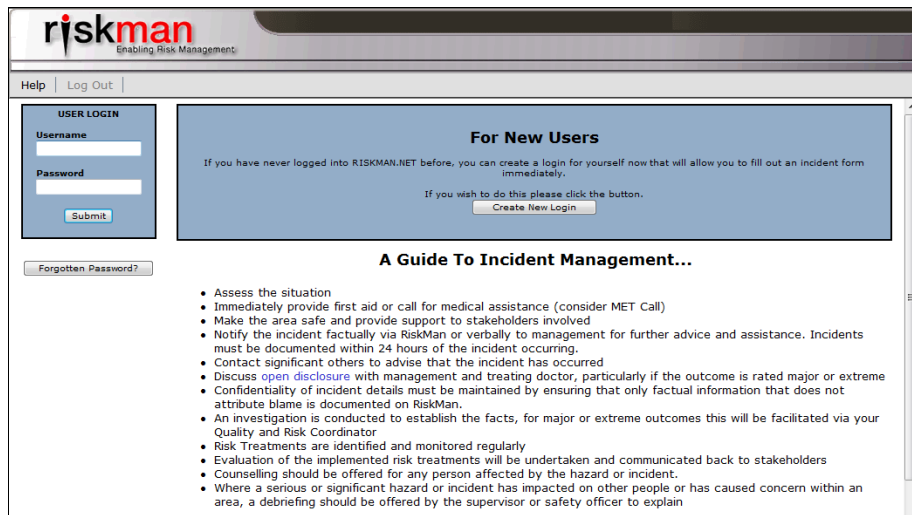 riskman
Enabling Risk Management
Help
Log Out
USER LOGIN
Username
Password
Submit
Forgotten Password?
For New Users
If you have never logged into RISKMAN.NET before, you can create a login for yourself now that will allow you to fill out an incident form
immediately.
If you wish to do this please click the button.
Create New Login
A Guide To Incident Management...
• Assess the situation
• Immediately provide first aid or call for medical assistance (consider MET Call)
• Make the area safe and provide support to stakeholders involved
• Notify the incident factually via RiskMan or verbally to management for further advice and assistance. Incidents
must be documented within 24 hours of the incident occurring.
• Contact significant others to advise that the incident has occurred
• Discuss open disclosure with management and treating doctor, particularly if the outcome is rated major or extreme
• Confidentiality of incident details must be maintained by ensuring that only factual information that does not
attribute blame is documented on RiskMan.
• An investigation is conducted to establish the facts, for major or extreme outcomes this will be facilitated via your
Quality and Risk Coordinator
• Risk Treatments are identified and monitored regularly
• Evaluation of the implemented risk treatments will be undertaken and communicated back to stakeholders
• Counselling should be offered for any person affected by the hazard or incident.
• Where a serious or significant hazard or incident has impacted on other people or has caused concern within an
area, a debriefing should be offered by the supervisor or safety officer to explain